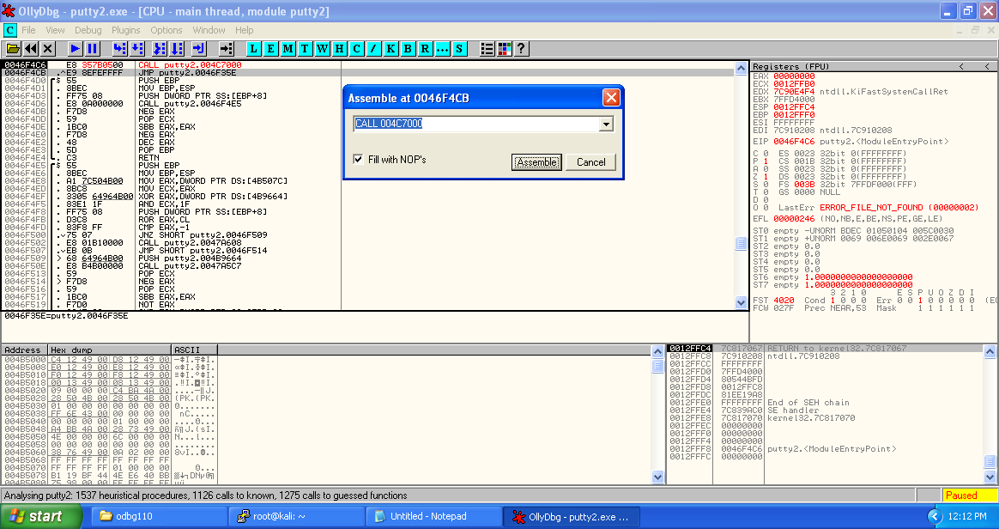 OllyDbg - putty2.exe - [CPU - main thread, module putty2]
C File View Debug Plugins Options Window Help
L E M T W H C / K B R ... S ?
0046F4C6 E8 357B0500 CALL putty2.004C7000
0046F4CB .^E9 8EFEFFFF JMP putty2.0046F35E
0046F4D0 $ 55 PUSH EBP
0046F4D1 . 8BEC MOV EBP,ESP
0046F4D3 . FF75 08 PUSH DWORD PTR SS:[EBP+8]
0046F4D6 . E8 0A000000 CALL putty2.0046F4E5
0046F4DB . F7D8 NEG EAX
0046F4DD . 59 POP ECX
0046F4DE . 1BC0 SBB EAX,EAX
0046F4E0 . F7D8 NEG EAX
0046F4E2 . 48 DEC EAX
0046F4E3 . 5D POP EBP
0046F4E4 . C3 RETN
0046F4E5 $ 55 PUSH EBP
0046F4E6 . 8BEC MOV EBP,ESP
0046F4E8 . A1 7C504B00 MOV EAX,DWORD PTR DS:[4B507C]
0046F4ED . 8BC8 MOV ECX,EAX
0046F4EF . 3305 64964B00 XOR EAX,DWORD PTR DS:[4B9664]
0046F4F5 . 83E1 1F AND ECX,1F
0046F4F8 . FF75 08 PUSH DWORD PTR SS:[EBP+8]
0046F4FB . D3C8 ROR EAX,CL
0046F4FD . 83F8 FF CMP EAX,-1
0046F500 .v75 07 JNZ SHORT putty2.0046F509
0046F502 . E8 01B10000 CALL putty2.0047A608
0046F507 .vEB 0B JMP SHORT putty2.0046F514
0046F509 > 68 64964B00 PUSH putty2.004B9664
0046F50E . E8 B4B00000 CALL putty2.0047A5C7
0046F513 . 59 POP ECX
0046F514 > F7D8 NEG EAX
0046F516 . 59 POP ECX
0046F517 . 1BC0 SBB EAX,EAX
0046F519 . F7D0 NOT EAX
0046F35E=putty2.0046F35E
Assemble at 0046F4CB
CALL 004C7000
Fill with NOP's
Assemble
Cancel
Registers (FPU) < <
EAX 00000000
ECX 0012FFB0
EDX 7C90E4F4 ntdll.KiFastSystemCallRet
EBX 7FFD4000
ESP 0012FFC4
EBP 0012FFF0
ESI FFFFFFFF
EDI 7C910208 ntdll.7C910208
EIP 0046F4C6 putty2.<ModuleEntryPoint>
C 0 ES 0023 32bit 0(FFFFFFFF)
P 1 CS 001B 32bit 0(FFFFFFFF)
A 0 SS 0023 32bit 0(FFFFFFFF)
Z 1 DS 0023 32bit 0(FFFFFFFF)
S 0 FS 003B 32bit 7FFDF000(FFF)
T 0 GS 0000 NULL
D 0
O 0 LastErr ERROR_FILE_NOT_FOUND (00000002)
EFL 00000246 (NO,NB,E,BE,NS,PE,GE,LE)
ST0 empty -UNORM BDEC 01050104 005C0030
ST1 empty +UNORM 0069 006E0069 002E0067
ST2 empty 0.0
ST3 empty 0.0
ST4 empty 0.0
ST5 empty 0.0
ST6 empty 1.0000000000000000000
ST7 empty 1.0000000000000000000
3 2 1 0 E S P U O Z D I
FST 4020 Cond 1 0 0 0 Err 0 0 1 0 0 0 0 0 (EQ
FCW 027F Prec NEAR,53 Mask 1 1 1 1 1 1
Address Hex dump ASCII
004B5000 C4 12 49 00 D8 12 49 00
004B5008 E0 12 49 00 E8 12 49 00
004B5010 F0 12 49 00 F8 12 49 00
004B5018 00 13 49 00 08 13 49 00
004B5020 09 00 00 00 C4 BA 4A 00
004B5028 28 50 4B 00 28 50 4B 00 (PK.(PK.
004B5030 01 00 00 00 00 00 00 00
004B5038 FF 6E 43 00 00 00 00 00 nC.....
004B5040 00 00 00 00 01 00 00 00
004B5048 A4 BB 4A 00 28 73 49 00 ñ╗J.(sI.
004B5050 4E 00 00 00 6C 00 00 00 N...l...
004B5058 00 00 00 00 00 00 00 00 ........
004B5060 38 76 49 00 0A 02 00 00
004B5068 FF FF FF FF FF FF FF FF
004B5070 FF FF FF FF 01 00 00 00
004B5078 B1 19 BF 44 4E E6 40 BB
0012FFC4 7C817067 RETURN to kernel32.7C817067
0012FFC8 7C910208 ntdll.7C910208
0012FFCC FFFFFFFF
0012FFD0 7FFD4000
0012FFD4 80544BFD
0012FFD8 0012FFC8
0012FFDC 81EE19A8
0012FFE0 FFFFFFFF End of SEH chain
0012FFE4 7C839AC0 SE handler
0012FFE8 7C817070 kernel32.7C817070
0012FFEC 00000000
0012FFF0 00000000
0012FFF4 00000000
0012FFF8 0046F4C6 putty2.<ModuleEntryPoint>
0012FFFC 00000000
Analysing putty2: 1537 heuristical procedures, 1126 calls to known, 1275 calls to guessed functions
Paused
start
odbg110
root@kali: ~
Untitled - Notepad
OllyDbg - putty2.exe ...
12:12 PM